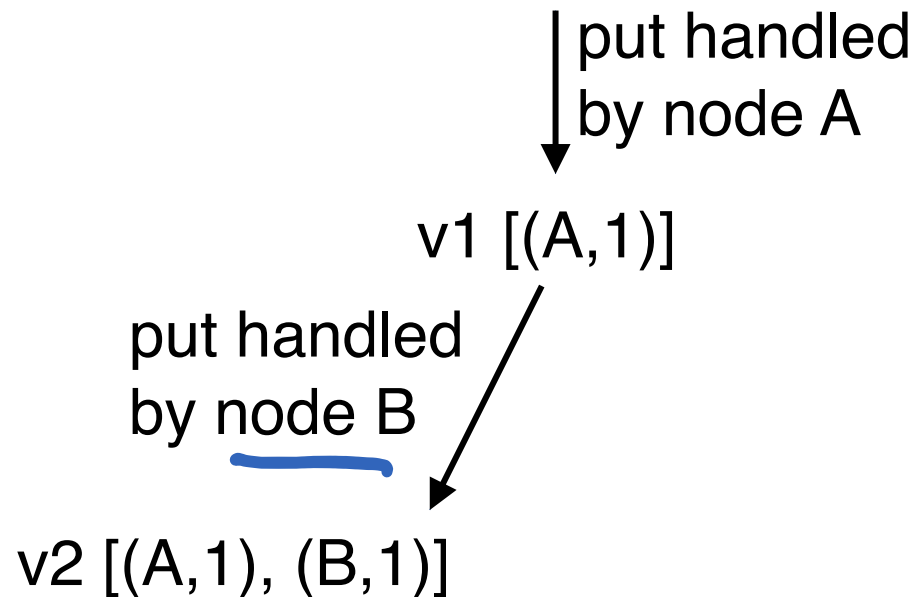 put handled
by node A
v1 [(A,1)]
put handled
by node B
v2 [(A,1), (B,1)]